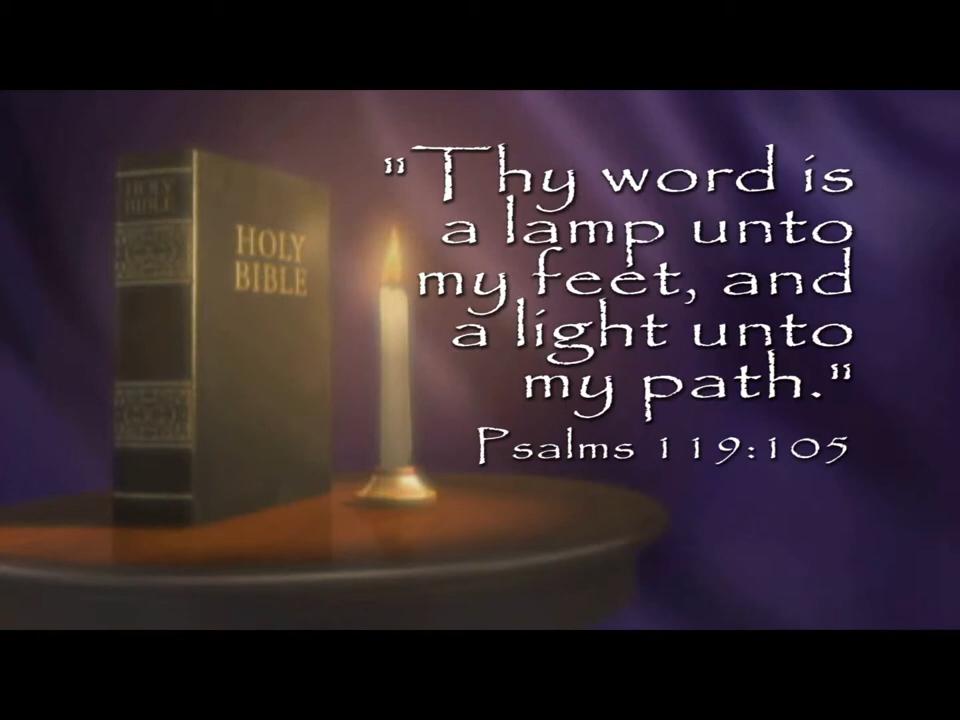 HOLY
BIBLE
HOLY
BIBLE
"Thy word is
a lamp unto
my feet, and
a light unto
my path."
Psalms 119:105